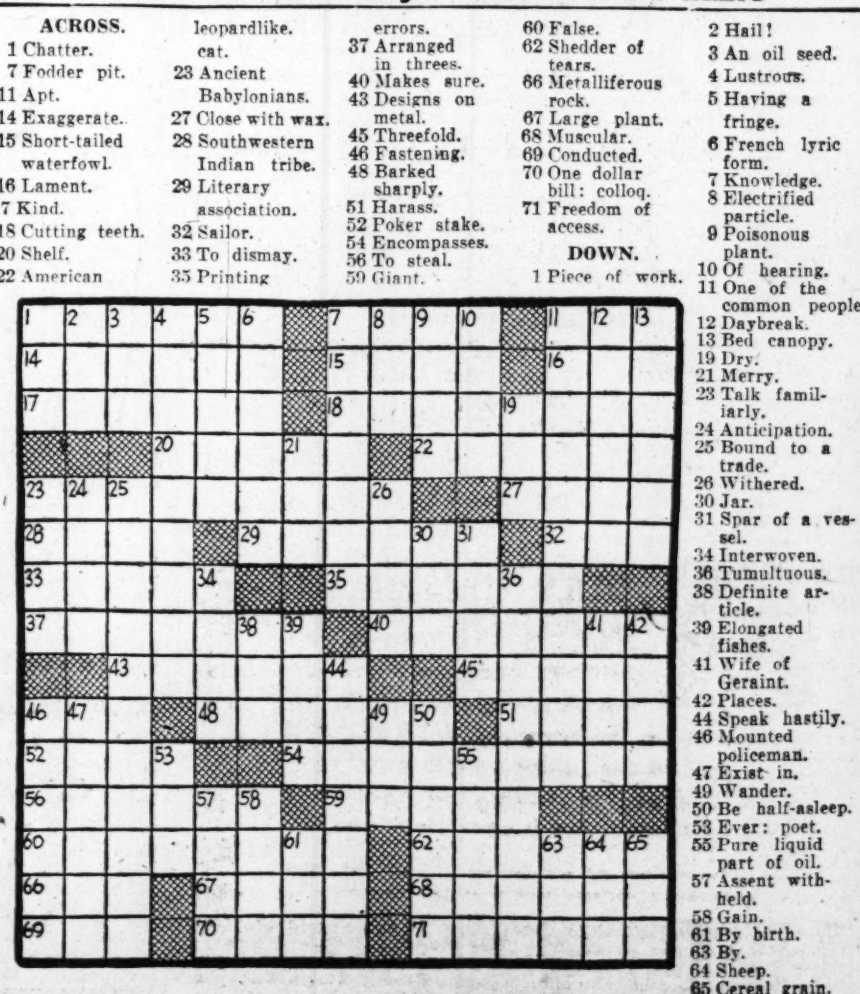 ACROSS.
1 Chatter.
7 Fodder pit.
11 Apt.
14 Exaggerate.
15 Short-tailed
waterfowl.
16 Lament.
7 Kind.
18 Cutting teeth.
20 Shelf.
22 American
leopardlike.
cat.
23 Ancient
Babylonians.
27 Close with wax.
28 Southwestern
Indian tribe.
29 Literary
association.
32 Sailor.
33 To dismay.
35 Printing
errors.
37 Arranged
in threes.
40 Makes sure.
43 Designs on
metal.
45 Threefold.
46 Fastening.
48 Barked
sharply.
51 Harass.
52 Poker stake.
54 Encompasses.
56 To steal.
59 Giant.
60 False.
62 Shedder of
tears.
66 Metalliferous
rock.
67 Large plant.
68 Muscular.
69 Conducted.
70 One dollar
bill: colloq.
71 Freedom of
access.
DOWN.
1 Piece of work.
2 Hail!
3 An oil seed.
4 Lustrous.
5 Having a
fringe.
6 French lyric
form.
7 Knowledge.
8 Electrified
particle.
9 Poisonous
plant.
10 Of hearing.
11 One of the
common people
12 Daybreak.
13 Bed canopy.
19 Dry.
21 Merry.
23 Talk famil-
iarly.
24 Anticipation.
25 Bound to a
trade.
26 Withered.
30 Jar.
31 Spar of a ves-
sel.
34 Interwoven.
36 Tumultuous.
38 Definite ar-
ticle.
39 Elongated
fishes.
41 Wife of
Geraint.
42 Places.
44 Speak hastily.
46 Mounted
policeman.
47 Exist in.
49 Wander.
50 Be half-asleep.
53 Ever: poet.
55 Pure liquid
part of oil.
57 Assent with-
held.
58 Gain.
61 By birth.
63 By.
64 Sheep.
65 Cereal grain.
1 2 3 4 5 6 7 8 9 10 11 12 13
14 15 16
17 18 19
20 21 22
23 24 25 26 27
28 29 30 31 32
33 34 35 36
37 38 39 40 41 42
43 44 45
46 47 48 49 50 51
52 53 54 55
56 57 58 59
60 61 62 63 64 65
66 67 68
69 70 71